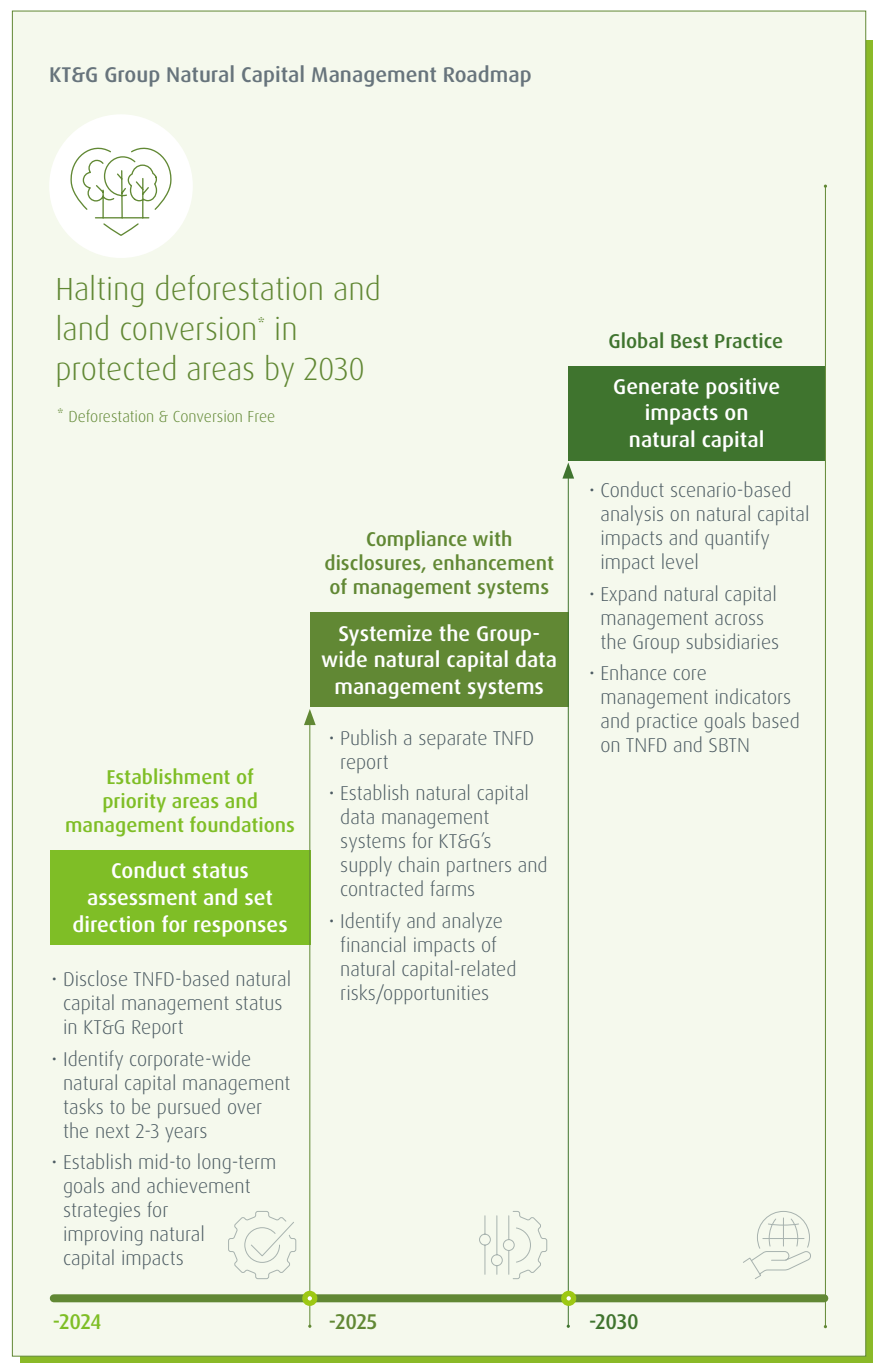 KT&G Group Natural Capital Management Roadmap
Halting deforestation and
land conversion* in
protected areas by 2030
* Deforestation & Conversion Free
Establishment of
priority areas and
management foundations
Conduct status
assessment and set
direction for responses
· Disclose TNFD-based natural
capital management status
in KT&G Report
· Identify corporate-wide
natural capital management
tasks to be pursued over
the next 2-3 years
· Establish mid-to long-term
goals and achievement
strategies for
improving natural
capital impacts
-2024
Compliance with
disclosures, enhancement
of management systems
Systemize the Group-
wide natural capital data
management systems
· Publish a separate TNFD
report
· Establish natural capital
data management
systems for KT&G's
supply chain partners and
contracted farms
· Identify and analyze
financial impacts of
natural capital-related
risks/opportunities
-2025
Global Best Practice
Generate positive
impacts on
natural capital
· Conduct scenario-based
analysis on natural capital
impacts and quantify
impact level
· Expand natural capital
management across
the Group subsidiaries
· Enhance core
management indicators
and practice goals based
on TNFD and SBTN
-2030